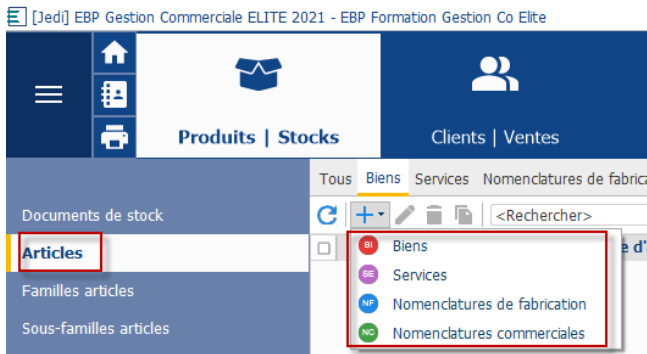 [Jedi] EBP Gestion Commerciale ELITE 2021 - EBP Formation Gestion Co Elite
Produits | Stocks
Clients | Ventes
Tous Biens Services Nomenclatures de fabrica
Documents de stock
<Rechercher>
Articles
e d'
BI Biens
SE Services
Familles articles
NF Nomenclatures de fabrication
Sous-familles articles
NC Nomenclatures commerciales